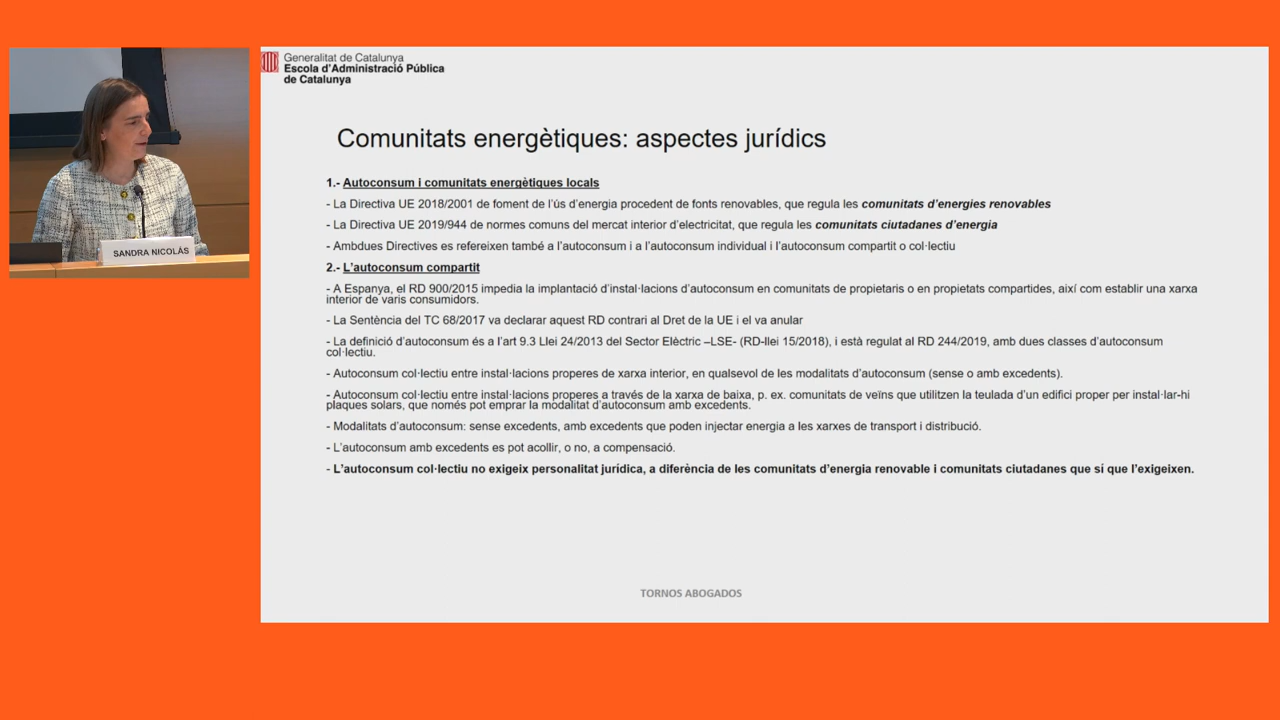 Generalitat de Catalunya
Escola d'Administració Pública
de Catalunya
SANDRA NICOLÁS
Comunitats energètiques: aspectes jurídics
1.- Autoconsum i comunitats energètiques locals
- La Directiva UE 2018/2001 de foment de l'ús d'energia procedent de fonts renovables, que regula les comunitats d'energies renovables
- La Directiva UE 2019/944 de normes comuns del mercat interior d'electricitat, que regula les comunitats ciutadanes d'energia
- Ambdues Directives es refereixen també a l'autoconsum i a l'autoconsum individual i l'autoconsum compartit o col·lectiu
2.- L'autoconsum compartit
- A Espanya, el RD 900/2015 impedia la implantació d'instal·lacions d'autoconsum en comunitats de propietaris o en propietats compartides, així com establir una xarxa
interior de varis consumidors.
- La Sentència del TC 68/2017 va declarar aquest RD contrari al Dret de la UE i el va anular
- La definició d'autoconsum és a l'art 9.3 Llei 24/2013 del Sector Elèctric –LSE- (RD-llei 15/2018), i està regulat al RD 244/2019, amb dues classes d'autoconsum
col·lectiu.
- Autoconsum col·lectiu entre instal·lacions properes de xarxa interior, en qualsevol de les modalitats d'autoconsum (sense o amb excedents).
- Autoconsum col·lectiu entre instal·lacions properes a través de la xarxa de baixa, p. ex. comunitats de veïns que utilitzen la teulada d'un edifici proper per instal·lar-hi
plaques solars, que només pot emprar la modalitat d'autoconsum amb excedents.
- Modalitats d'autoconsum: sense excedents, amb excedents que poden injectar energia a les xarxes de transport i distribució.
- L'autoconsum amb excedents es pot acollir, o no, a compensació.
- L'autoconsum col·lectiu no exigeix personalitat jurídica, a diferència de les comunitats d'energia renovable i comunitats ciutadanes que sí que l'exigeixen.
TORNOS ABOGADOS